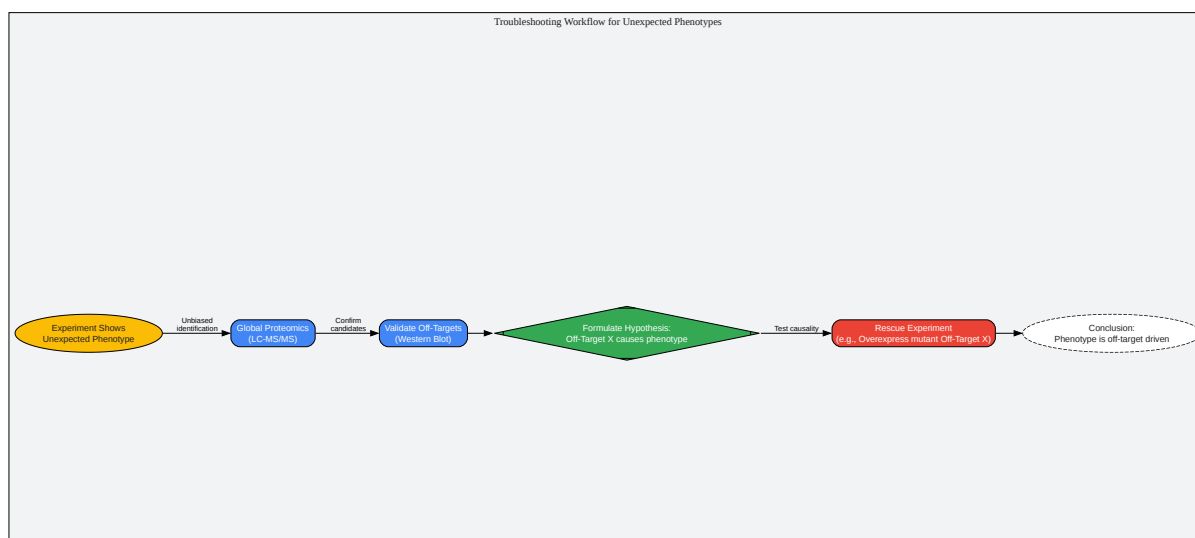 Troubleshooting Workflow for Unexpected Phenotypes
Experiment Shows
Unexpected Phenotype
Unbiased
identification
Global Proteomics
(LC-MS/MS)
Confirm
candidates
Validate Off-Targets
(Western Blot)
Formulate Hypothesis:
Off-Target X causes phenotype
Test causality
Rescue Experiment
(e.g., Overexpress mutant Off-Target X)
Conclusion:
Phenotype is off-target driven